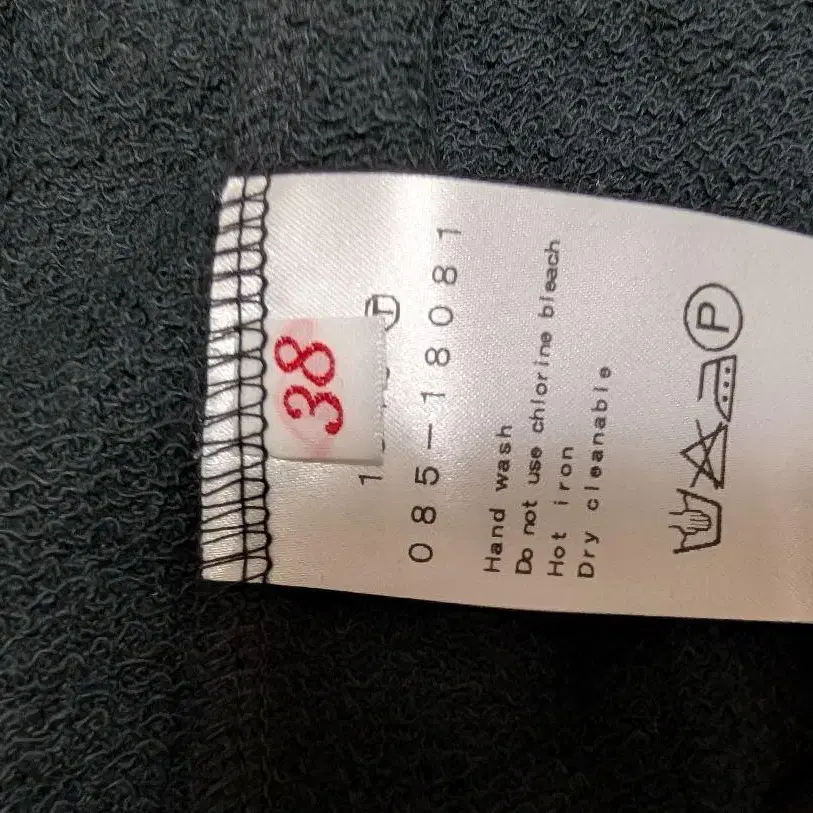 38
085-18081
Hand wash
Do not use chlorine bleach
Hot iron
Dry cleanable
P